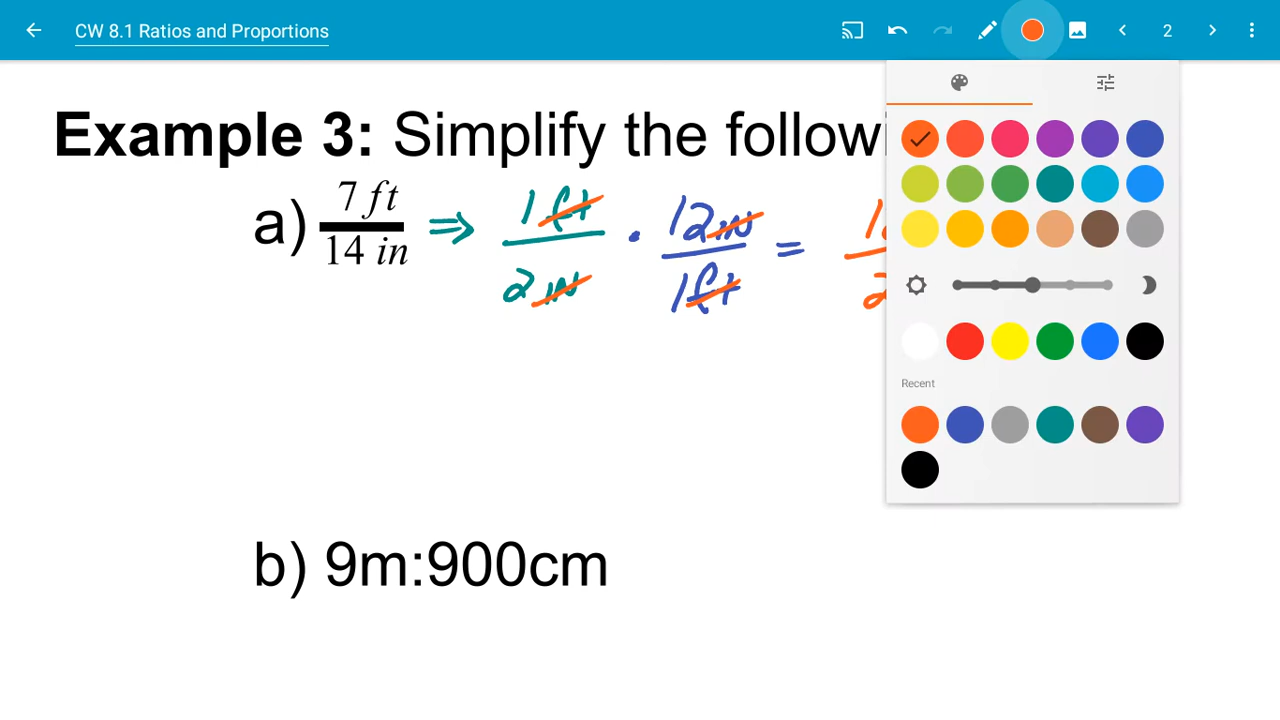 CW 8.1 Ratios and Proportions 2
Example 3: Simplify the
a) 7 ft / 14 in ⇒ 1 ft / 2 in · 12 in / 1 ft =
Recent
b) 9m:900cm